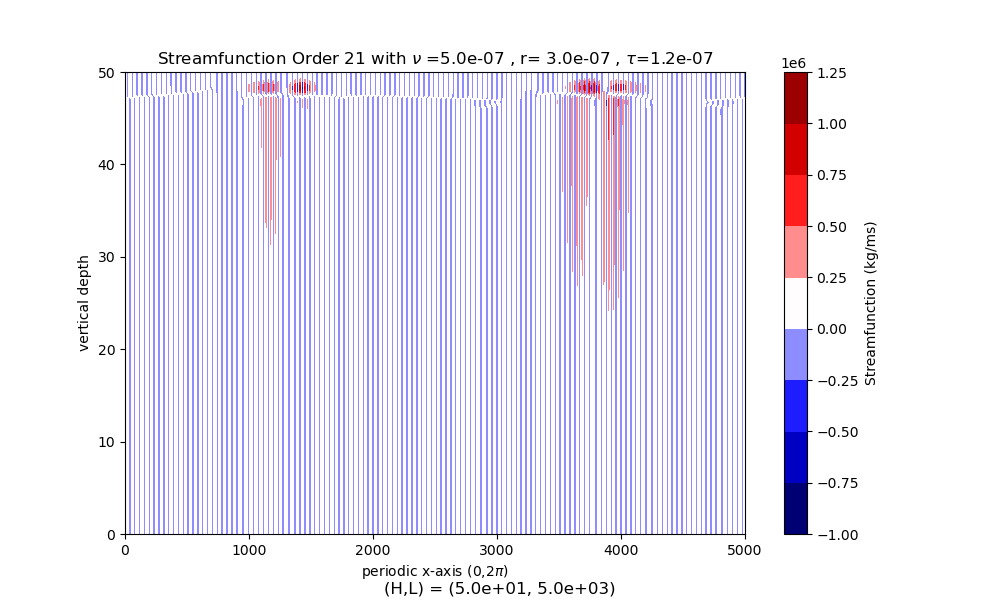 Streamfunction Order 21 with ν =5.0e-07 , r= 3.0e-07 , τ=1.2e-07
1e6
50
40
30
20
10
0
vertical depth
0 1000 2000 3000 4000 5000
periodic x-axis (0,2π)
(H,L) = (5.0e+01, 5.0e+03)
1.25
1.00
0.75
0.50
0.25
0.00
−0.25
−0.50
−0.75
−1.00
Streamfunction (kg/ms)